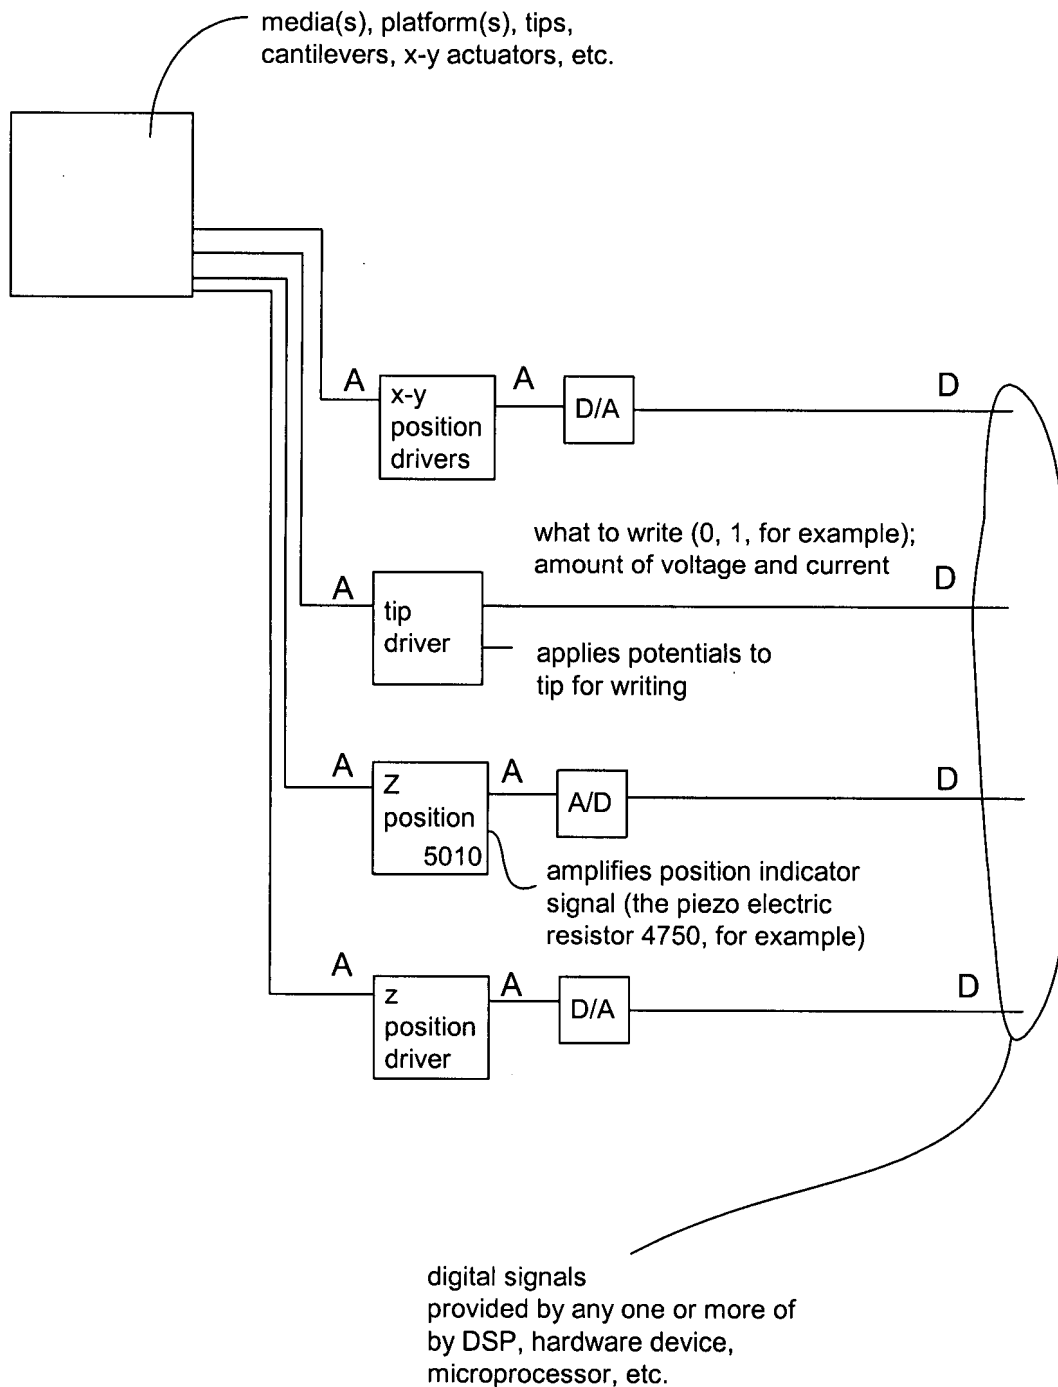 media(s), platform(s), tips,
cantilevers, x-y actuators, etc.
A
x-y
position
drivers
A
D/A
D
what to write (0, 1, for example);
amount of voltage and current
A
tip
driver
D
applies potentials to
tip for writing
A
Z
position
5010
A
A/D
D
amplifies position indicator
signal (the piezo electric
resistor 4750, for example)
A
z
position
driver
A
D/A
D
digital signals
provided by any one or more of
by DSP, hardware device,
microprocessor, etc.